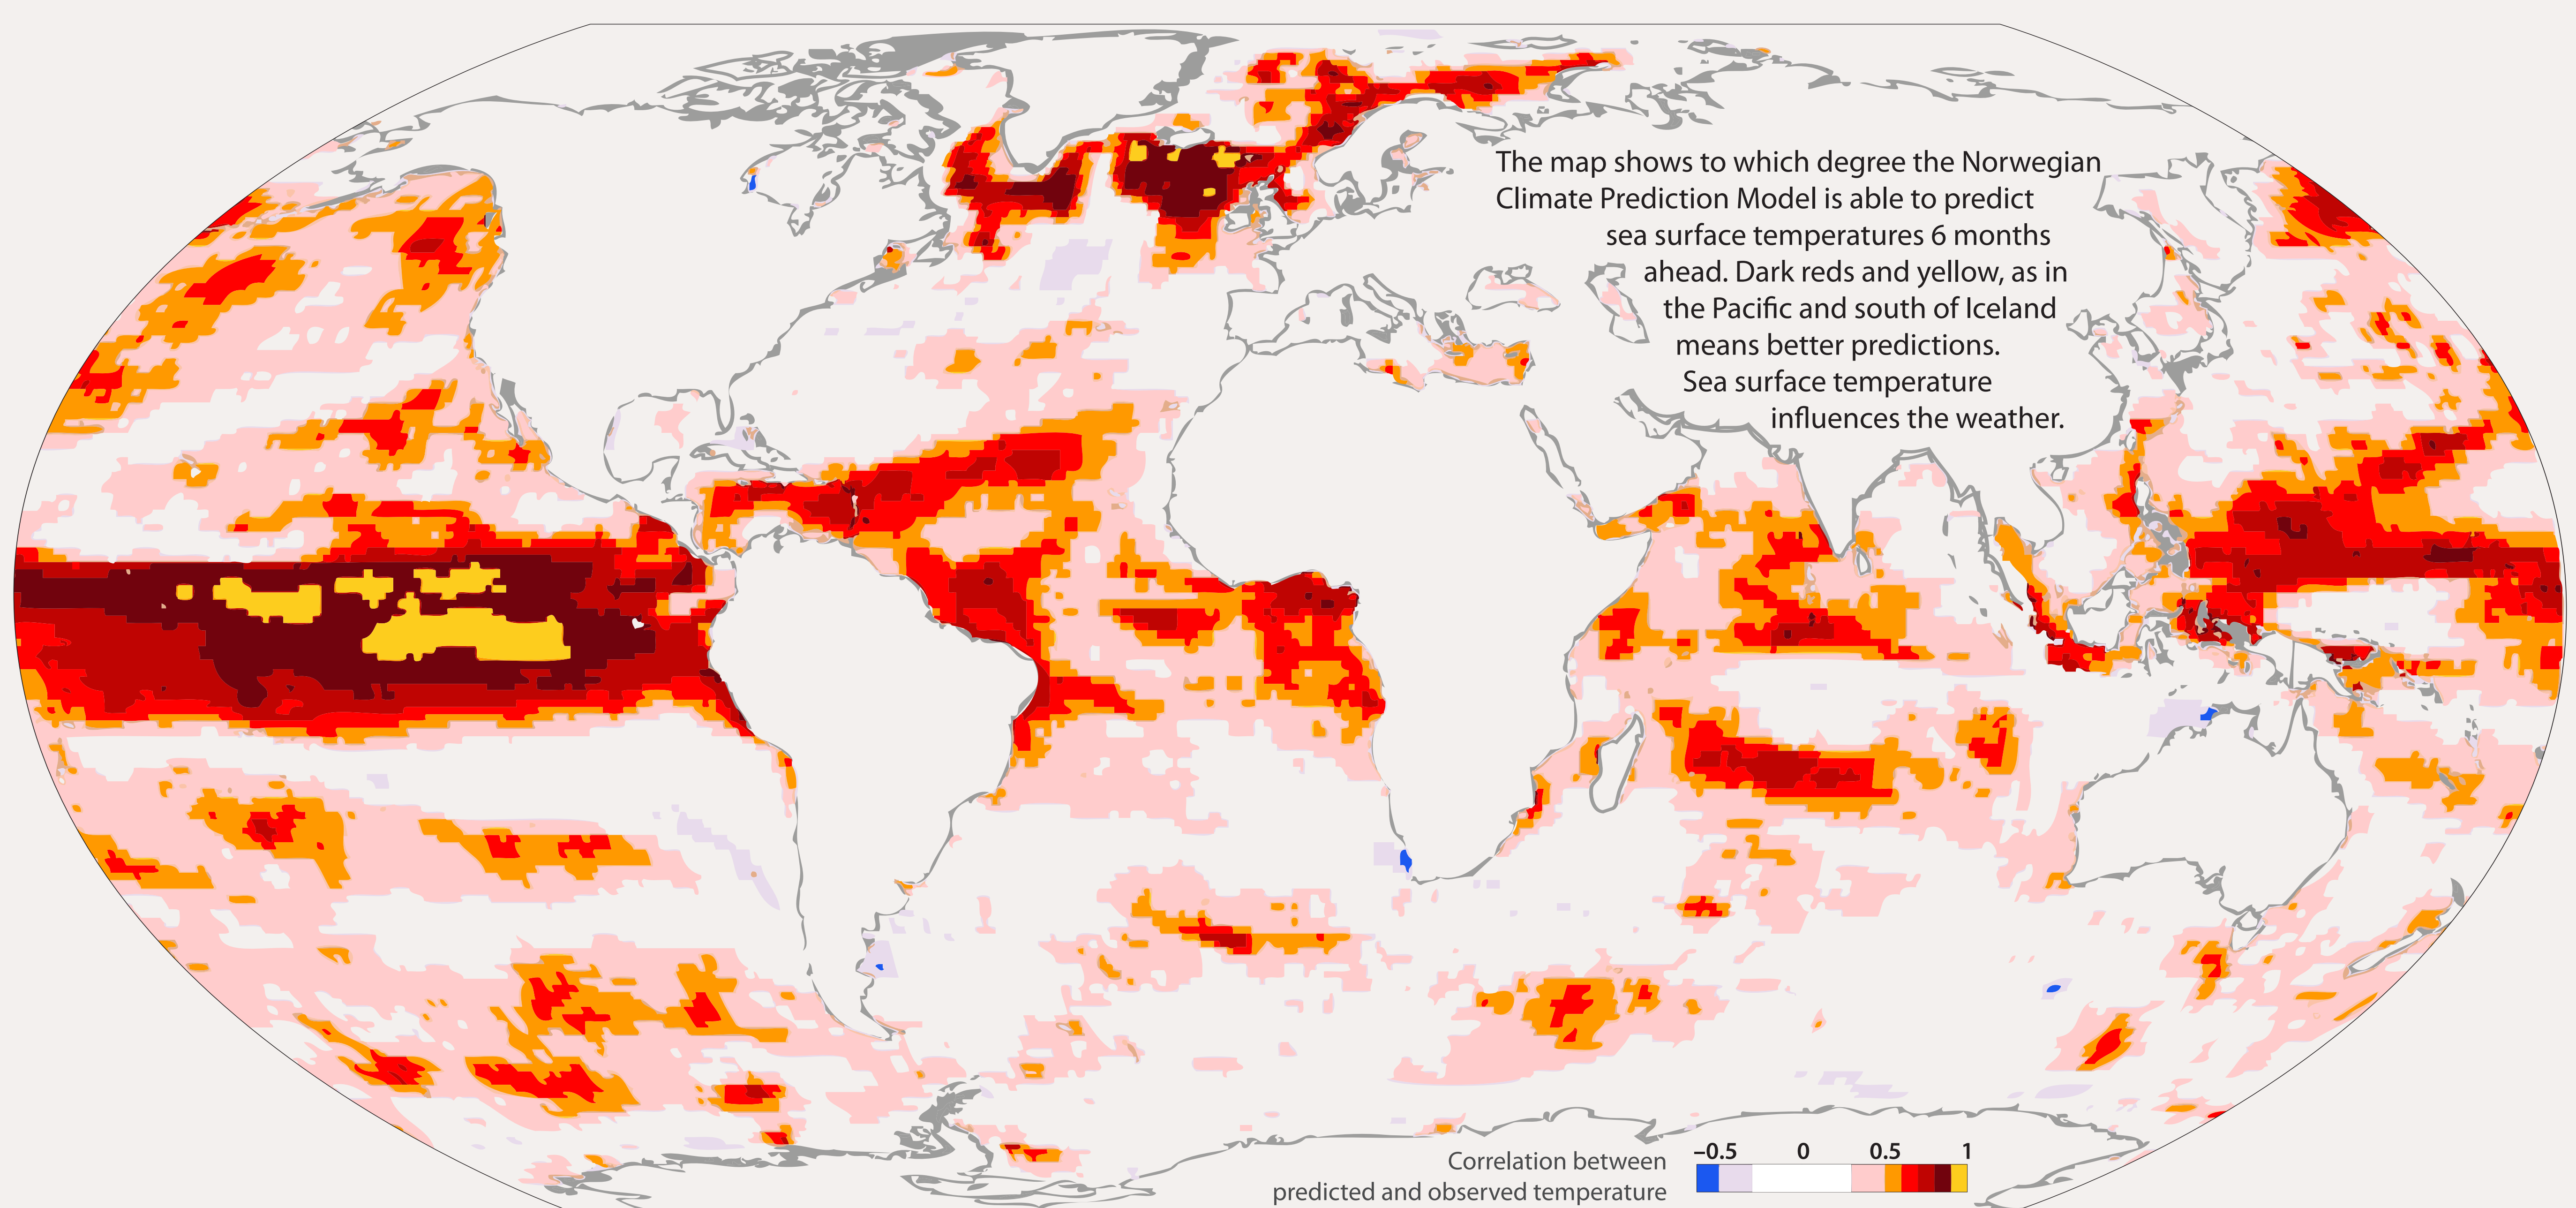 The map shows to which degree the Norwegian
Climate Prediction Model is able to predict
sea surface temperatures 6 months
ahead. Dark reds and yellow, as in
the Pacific and south of Iceland
means better predictions.
Sea surface temperature
influences the weather.
Correlation between
predicted and observed temperature
−0.5 0 0.5 1